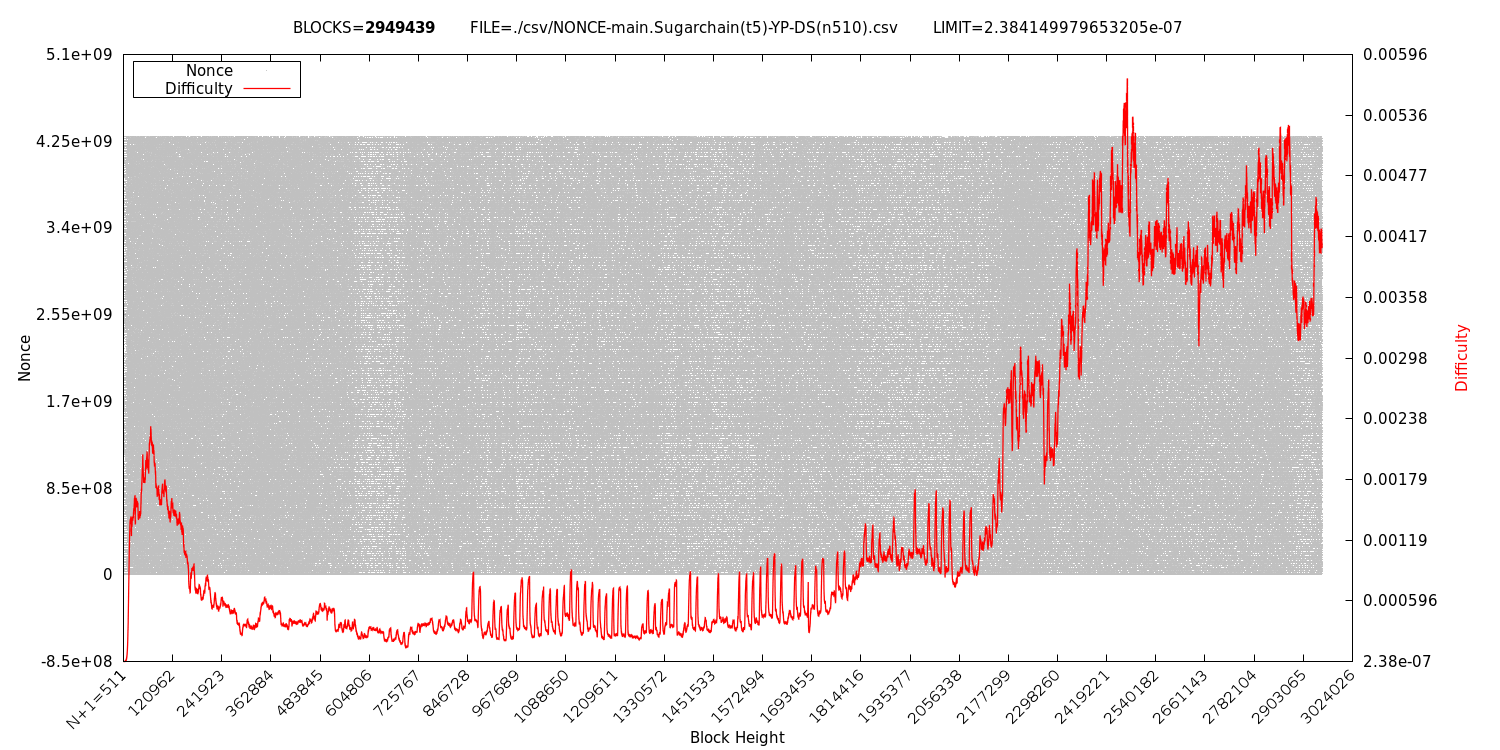 BLOCKS=2949439 FILE=./csv/NONCE-main.Sugarchain(t5)-YP-DS(n510).csv LIMIT=2.384149979653205e-07
5.1e+09
4.25e+09
3.4e+09
2.55e+09
1.7e+09
8.5e+08
0
-8.5e+08
Nonce
Nonce
Difficulty
0.00596
0.00536
0.00477
0.00417
0.00358
0.00298
0.00238
0.00179
0.00119
0.000596
2.38e-07
Difficulty
N+1=511
120962
241923
362884
483845
604806
725767
846728
967689
1088650
1209611
1330572
1451533
1572494
1693455
1814416
1935377
2056338
2177299
2298260
2419221
2540182
2661143
2782104
2903065
3024026
Block Height